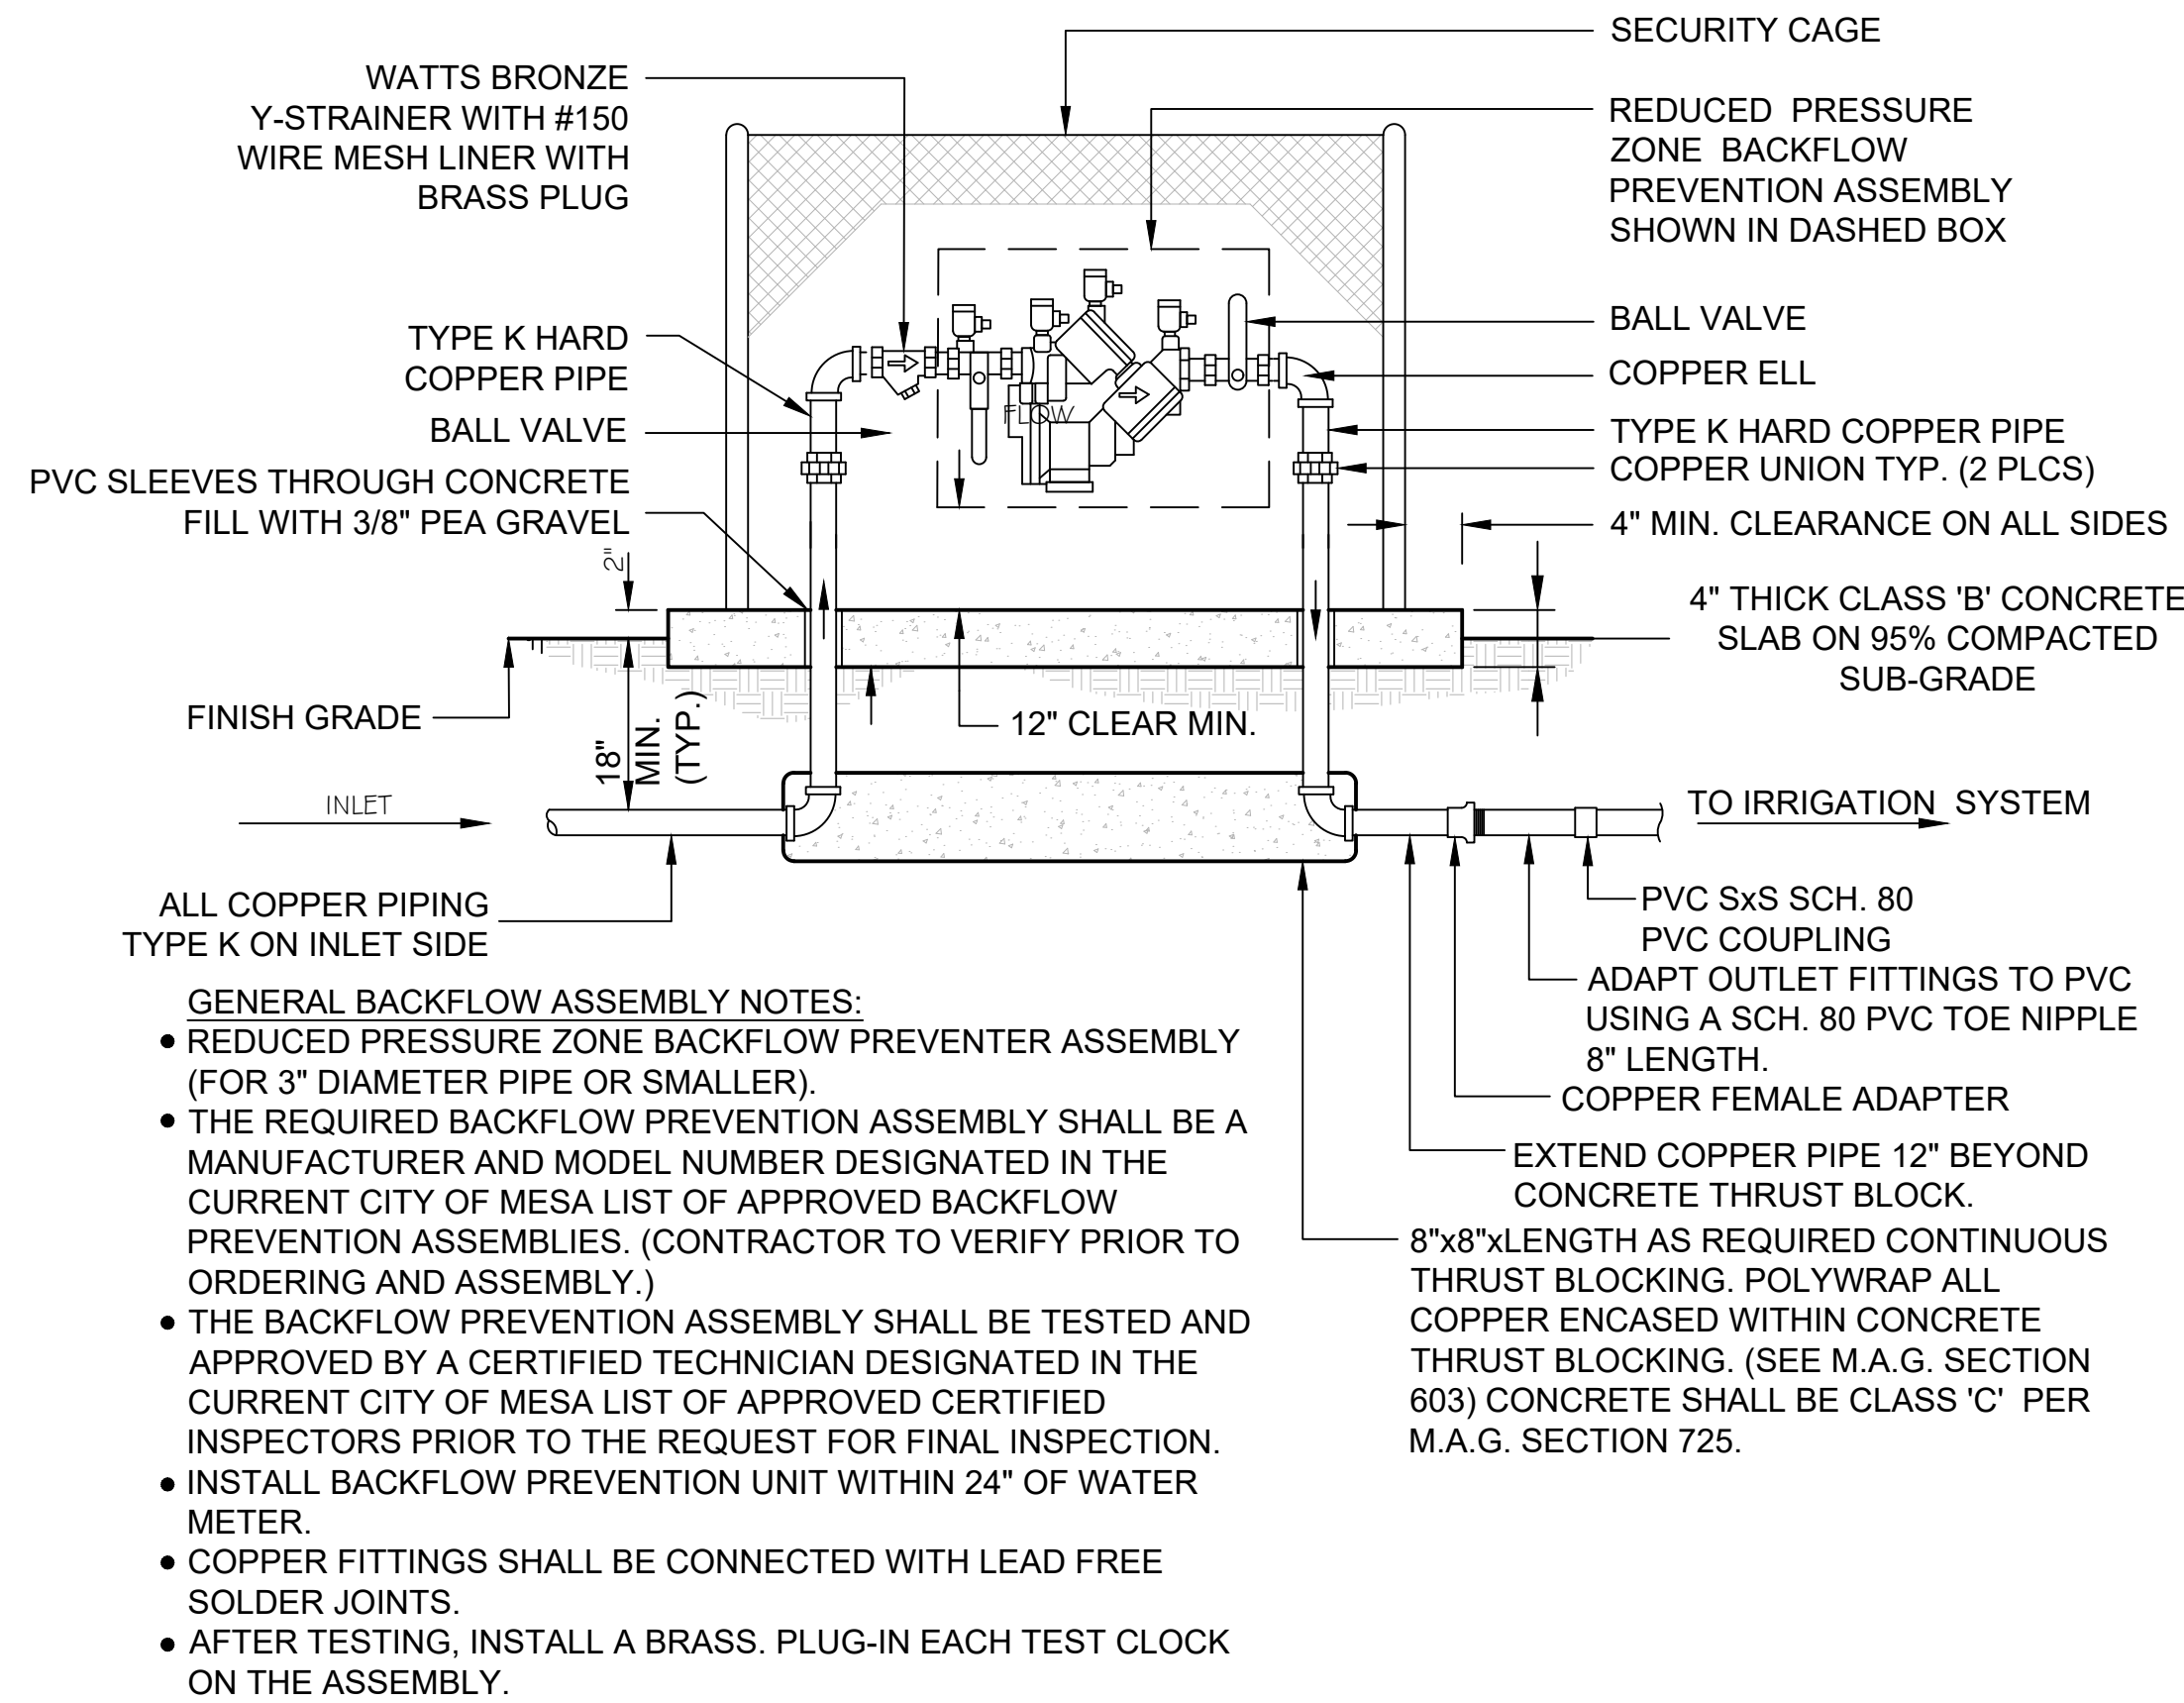 SECURITY CAGE
WATTS BRONZE
Y-STRAINER WITH #150
WIRE MESH LINER WITH
BRASS PLUG
REDUCED PRESSURE
ZONE BACKFLOW
PREVENTION ASSEMBLY
SHOWN IN DASHED BOX
TYPE K HARD
COPPER PIPE
BALL VALVE
PVC SLEEVES THROUGH CONCRETE
FILL WITH 3/8" PEA GRAVEL
FLOW
BALL VALVE
COPPER ELL
TYPE K HARD COPPER PIPE
COPPER UNION TYP. (2 PLCS)
4" MIN. CLEARANCE ON ALL SIDES
2"
4" THICK CLASS 'B' CONCRETE
SLAB ON 95% COMPACTED
SUB-GRADE
FINISH GRADE
18"
MIN.
(TYP.)
12" CLEAR MIN.
INLET
TO IRRIGATION SYSTEM
ALL COPPER PIPING
TYPE K ON INLET SIDE
PVC SxS SCH. 80
PVC COUPLING
ADAPT OUTLET FITTINGS TO PVC
USING A SCH. 80 PVC TOE NIPPLE
8" LENGTH.
COPPER FEMALE ADAPTER
EXTEND COPPER PIPE 12" BEYOND
CONCRETE THRUST BLOCK.
8"x8"xLENGTH AS REQUIRED CONTINUOUS
THRUST BLOCKING. POLYWRAP ALL
COPPER ENCASED WITHIN CONCRETE
THRUST BLOCKING. (SEE M.A.G. SECTION
603) CONCRETE SHALL BE CLASS 'C' PER
M.A.G. SECTION 725.
GENERAL BACKFLOW ASSEMBLY NOTES:
• REDUCED PRESSURE ZONE BACKFLOW PREVENTER ASSEMBLY
(FOR 3" DIAMETER PIPE OR SMALLER).
• THE REQUIRED BACKFLOW PREVENTION ASSEMBLY SHALL BE A
MANUFACTURER AND MODEL NUMBER DESIGNATED IN THE
CURRENT CITY OF MESA LIST OF APPROVED BACKFLOW
PREVENTION ASSEMBLIES. (CONTRACTOR TO VERIFY PRIOR TO
ORDERING AND ASSEMBLY.)
• THE BACKFLOW PREVENTION ASSEMBLY SHALL BE TESTED AND
APPROVED BY A CERTIFIED TECHNICIAN DESIGNATED IN THE
CURRENT CITY OF MESA LIST OF APPROVED CERTIFIED
INSPECTORS PRIOR TO THE REQUEST FOR FINAL INSPECTION.
• INSTALL BACKFLOW PREVENTION UNIT WITHIN 24" OF WATER
METER.
• COPPER FITTINGS SHALL BE CONNECTED WITH LEAD FREE
SOLDER JOINTS.
• AFTER TESTING, INSTALL A BRASS. PLUG-IN EACH TEST CLOCK
ON THE ASSEMBLY.